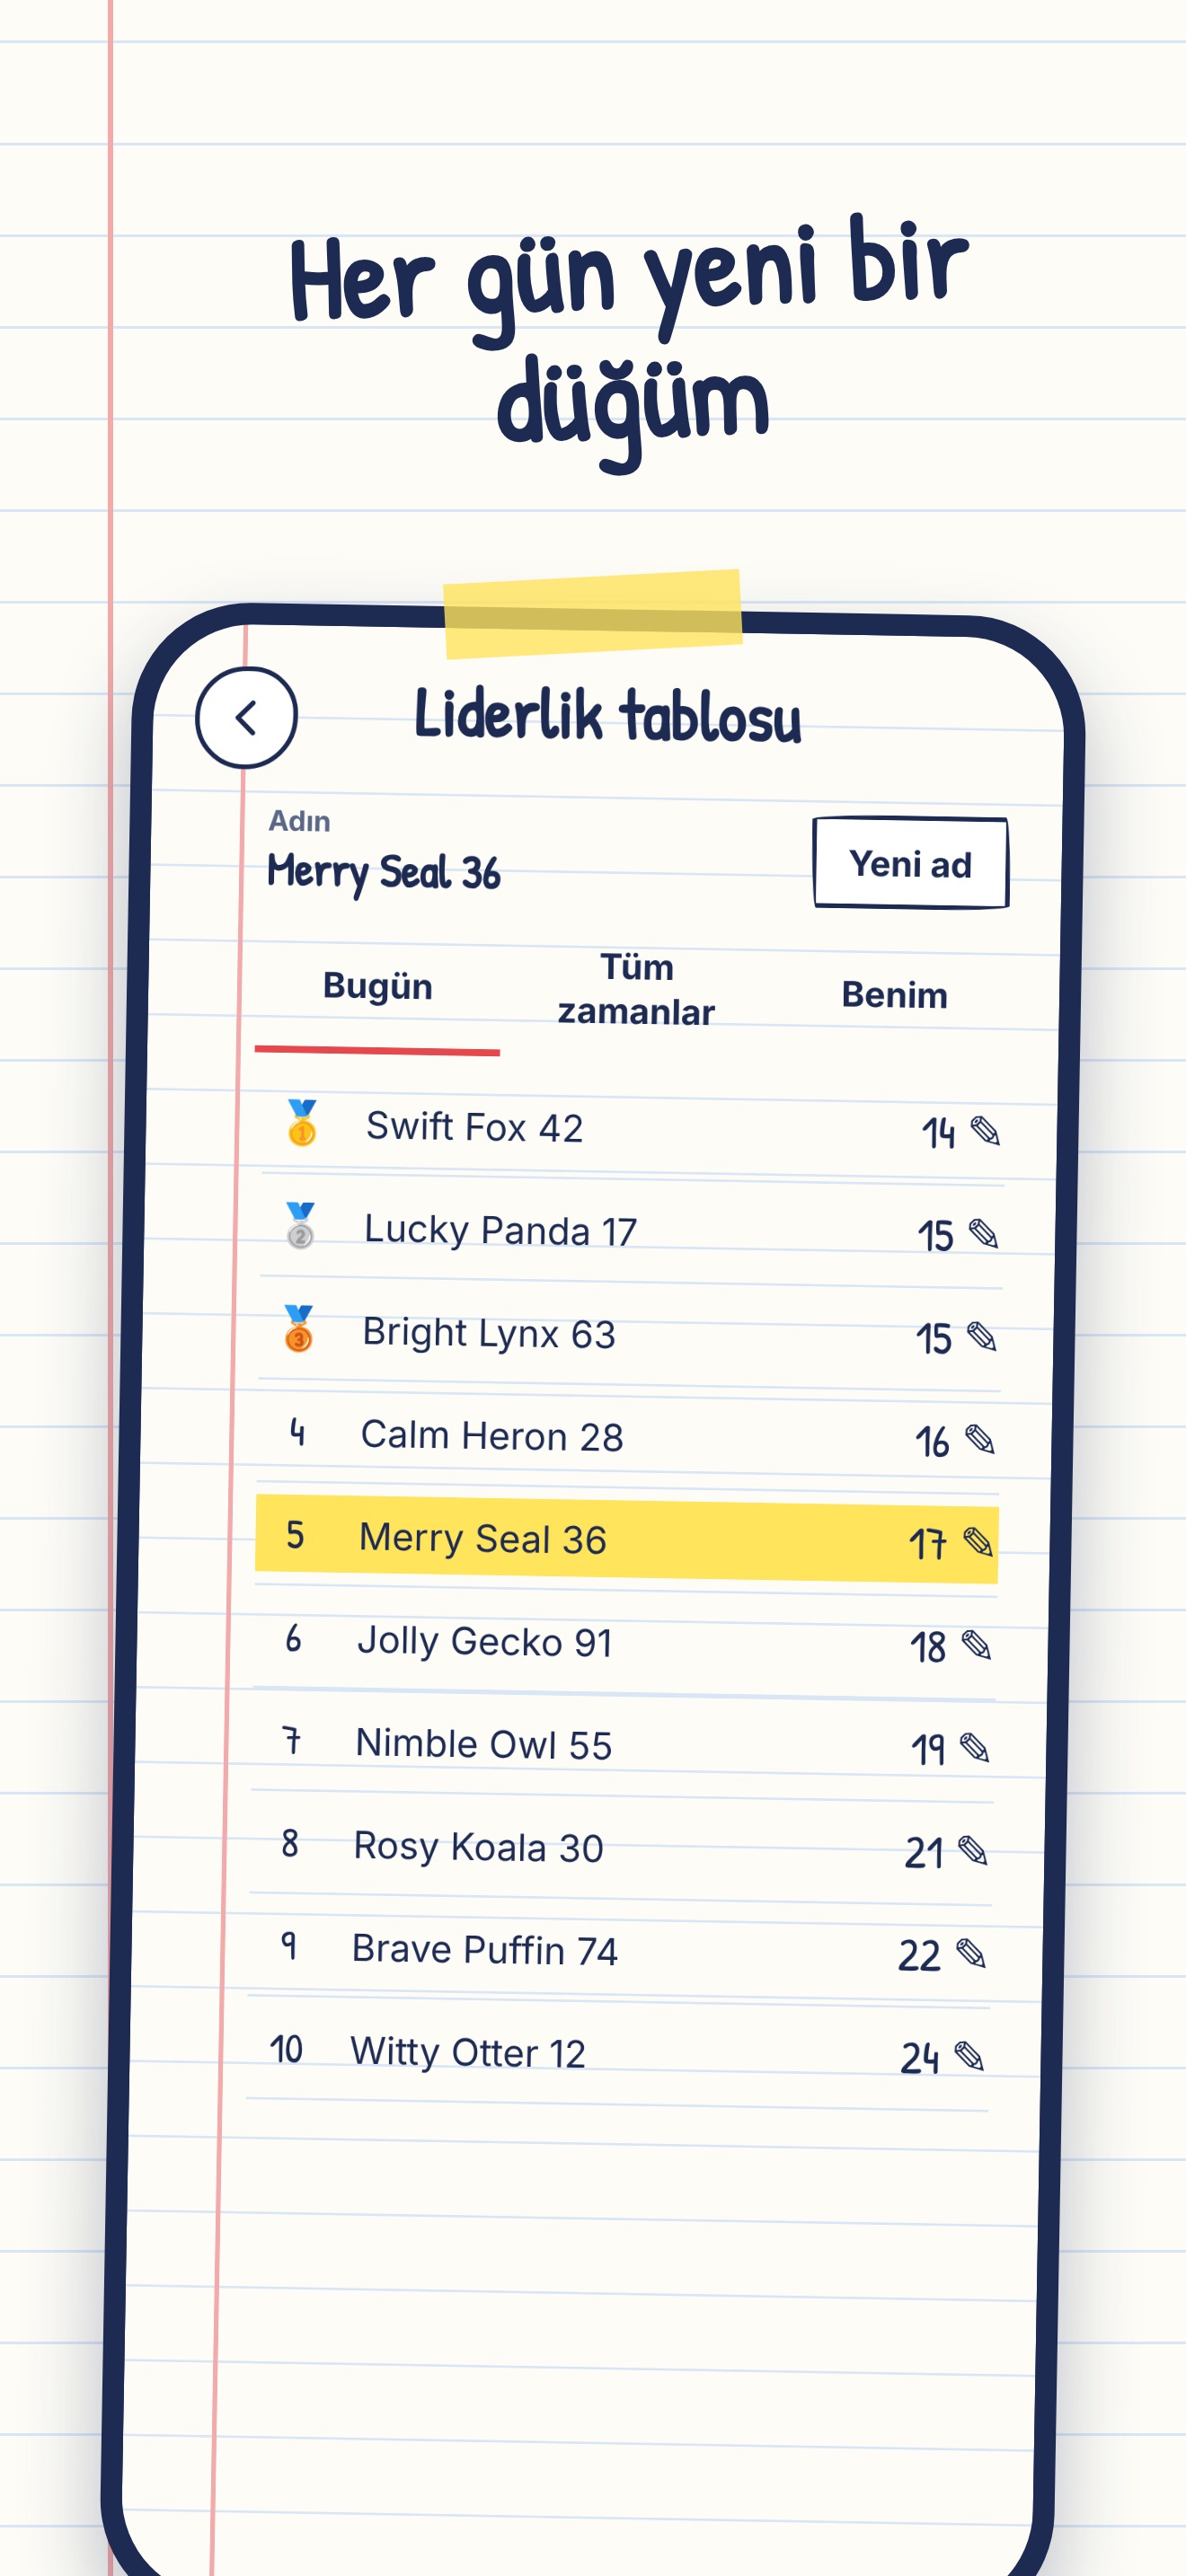 Her gün yeni bir
düğüm
Liderlik tablosu
Adın
Merry Seal 36
Yeni ad
Bugün
Tüm
zamanlar
Benim
🥇 Swift Fox 42 14 ✎
🥈 Lucky Panda 17 15 ✎
🥉 Bright Lynx 63 15 ✎
4 Calm Heron 28 16 ✎
5 Merry Seal 36 17 ✎
6 Jolly Gecko 91 18 ✎
7 Nimble Owl 55 19 ✎
8 Rosy Koala 30 21 ✎
9 Brave Puffin 74 22 ✎
10 Witty Otter 12 24 ✎